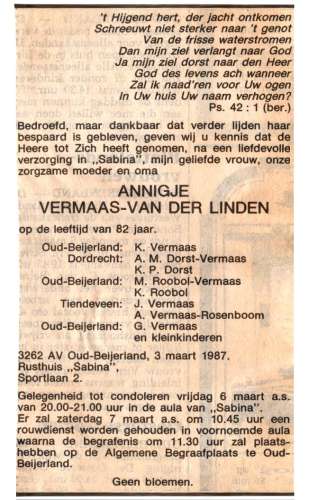 't Hijgend hert, der jacht ontkomen
Schreeuwt niet sterker naar 't genot
Van de frisse waterstromen
Dan mijn ziel verlangt naar God
Ja mijn ziel dorst naar den Heer
God des levens ach wanneer
Zal ik naad'ren voor Uw ogen
In Uw huis Uw naam verhogen?
Ps. 42 : 1 (ber.)
Bedroefd, maar dankbaar dat verder lijden haar
bespaard is gebleven, geven wij u kennis dat de
Heere tot Zich heeft genomen, na een liefdevolle
verzorging in „Sabina”, mijn geliefde vrouw, onze
zorgzame moeder en oma
ANNIGJE
VERMAAS-VAN DER LINDEN
op de leeftijd van 82 jaar.
Oud-Beijerland: K. Vermaas
Dordrecht: A. M. Dorst-Vermaas
K. P. Dorst
Oud-Beijerland: M. Roobol-Vermaas
K. Roobol
Tiendeveen: J. Vermaas
A. Vermaas-Rosenboom
Oud-Beijerland: G. Vermaas
en kleinkinderen
3262 AV Oud-Beijerland, 3 maart 1987.
Rusthuis „Sabina”,
Sportlaan 2.
Gelegenheid tot condoleren vrijdag 6 maart a.s.
van 20.00-21.00 uur in de aula van „Sabina”.
Er zal zaterdag 7 maart a.s. om 10.45 uur een
rouwdienst worden gehouden in voornoemde aula
waarna de begrafenis om 11.30 uur zal plaats-
hebben op de Algemene Begraafplaats te Oud-
Beijerland.
Geen bloemen.